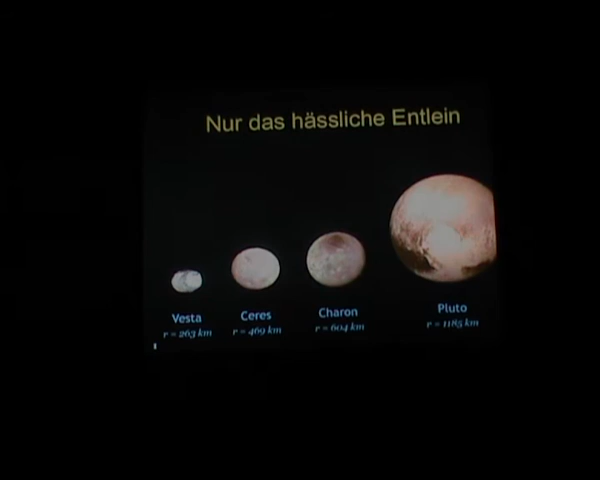 Nur das hässliche Entlein
Vesta
r = 263 km
Ceres
r = 469 km
Charon
r = 604 km
Pluto
r = 1185 km